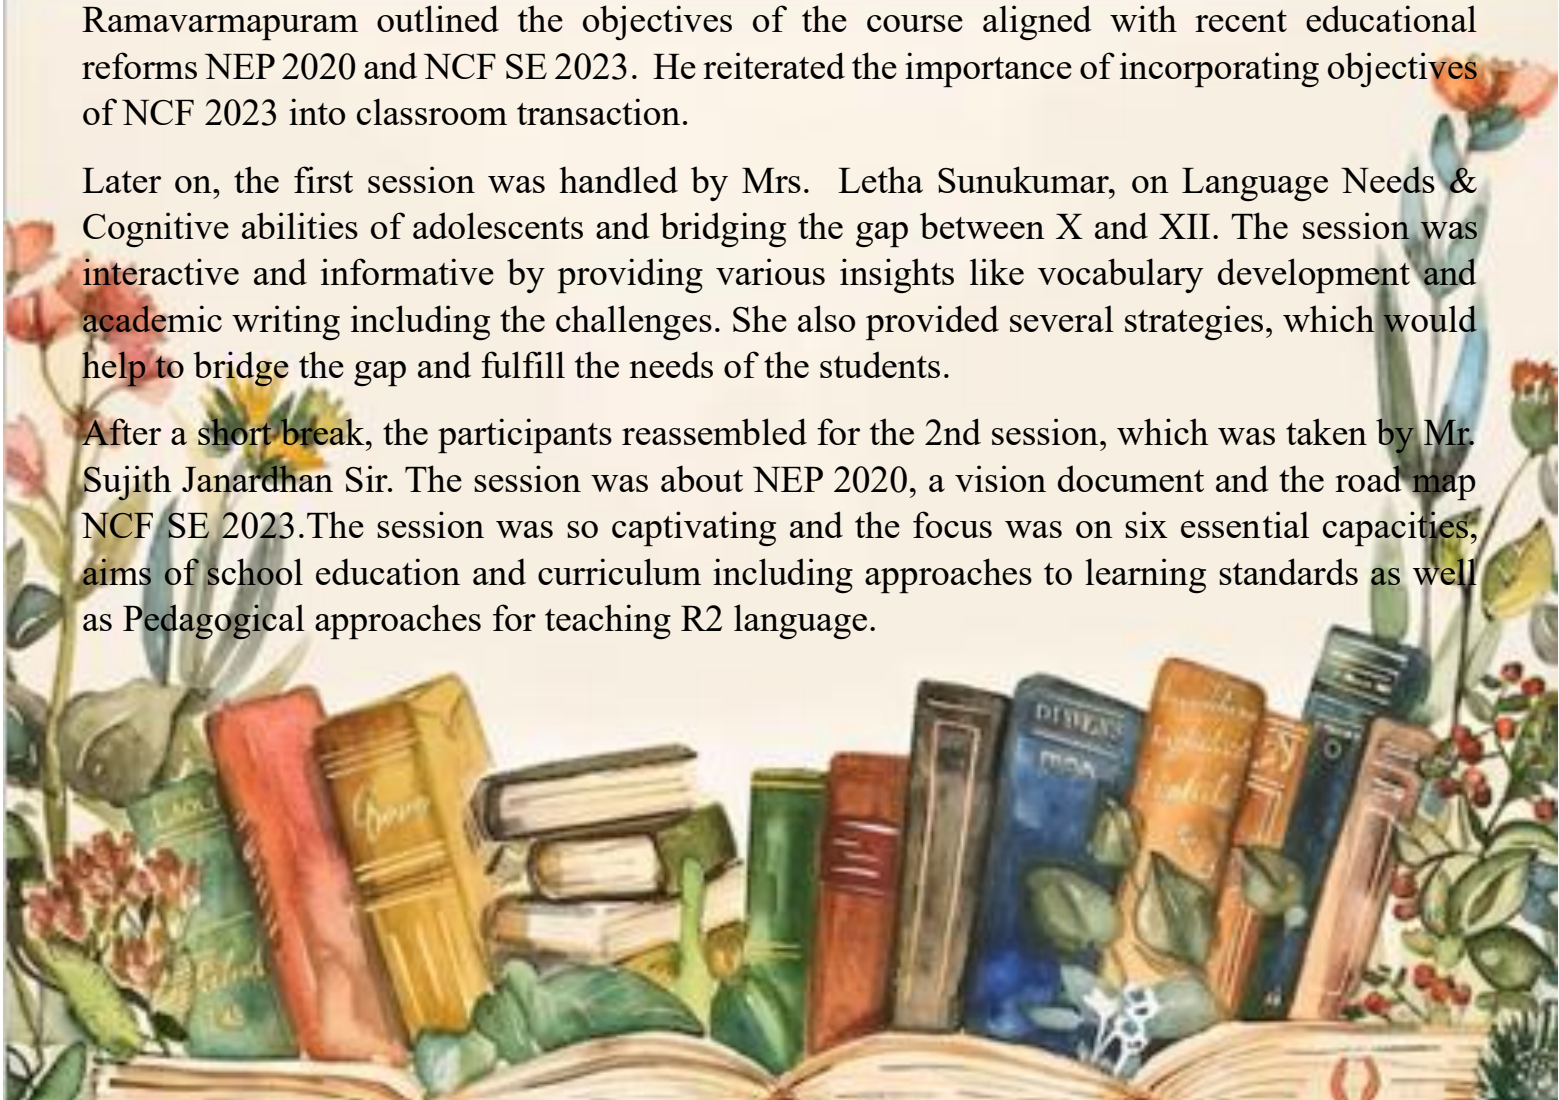 Ramavarmapuram outlined the objectives of the course aligned with recent educational
reforms NEP 2020 and NCF SE 2023.  He reiterated the importance of incorporating objectives
of NCF 2023 into classroom transaction.
Later on, the first session was handled by Mrs.  Letha Sunukumar, on Language Needs &
Cognitive abilities of adolescents and bridging the gap between X and XII. The session was
interactive and informative by providing various insights like vocabulary development and
academic writing including the challenges. She also provided several strategies, which would
help to bridge the gap and fulfill the needs of the students.
After a short break, the participants reassembled for the 2nd session, which was taken by Mr.
Sujith Janardhan Sir. The session was about NEP 2020, a vision document and the road map
NCF SE 2023.The session was so captivating and the focus was on six essential capacities,
aims of school education and curriculum including approaches to learning standards as well
as Pedagogical approaches for teaching R2 language.